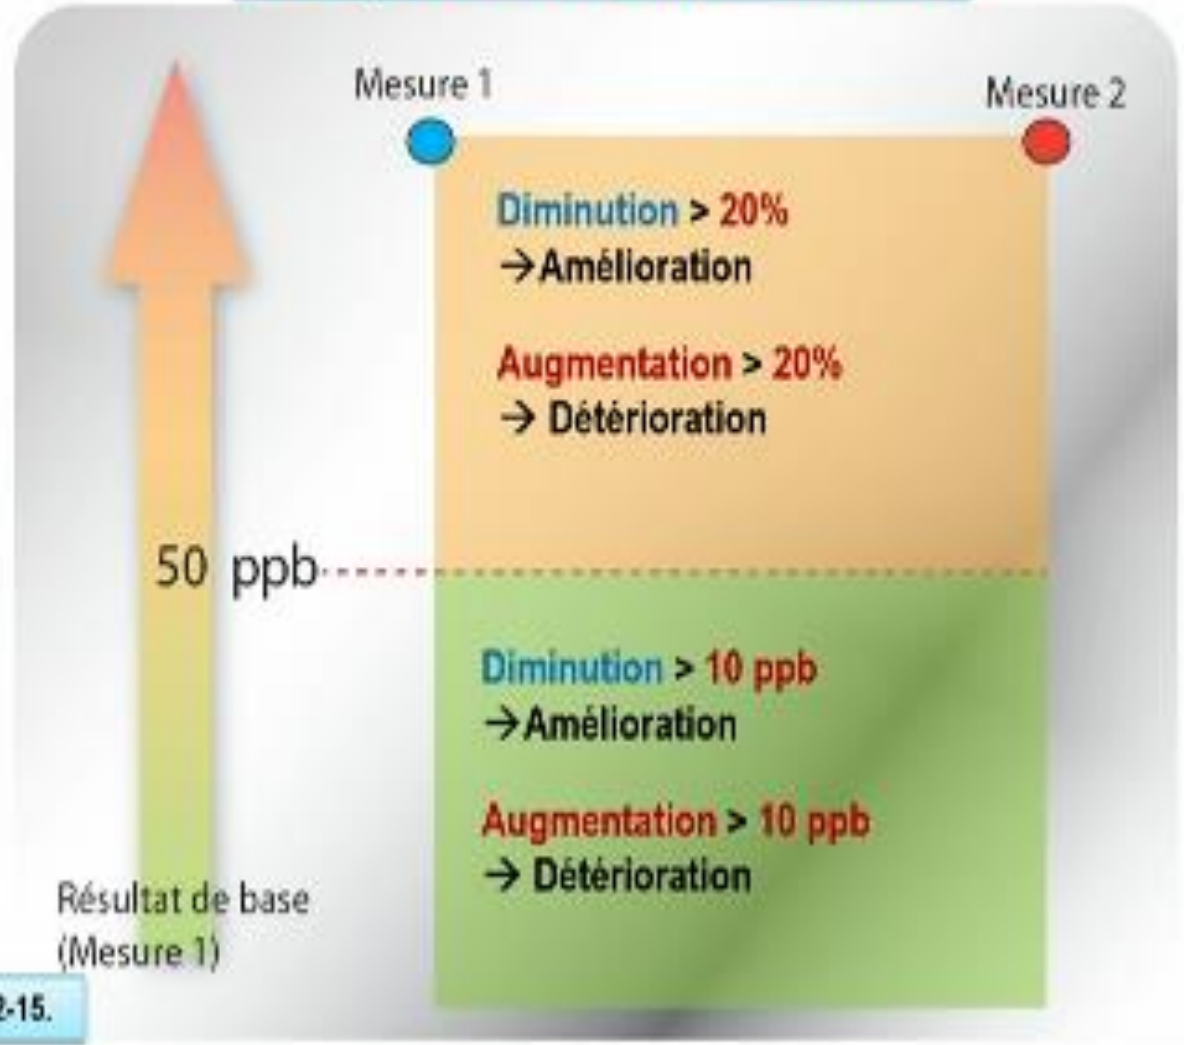 Mesure 1
Mesure 2
Diminution > 20%
→Amélioration
Augmentation > 20%
→ Détérioration
50 ppb
Diminution > 10 ppb
→Amélioration
Augmentation > 10 ppb
→ Détérioration
Résultat de base
(Mesure 1)
2-15.